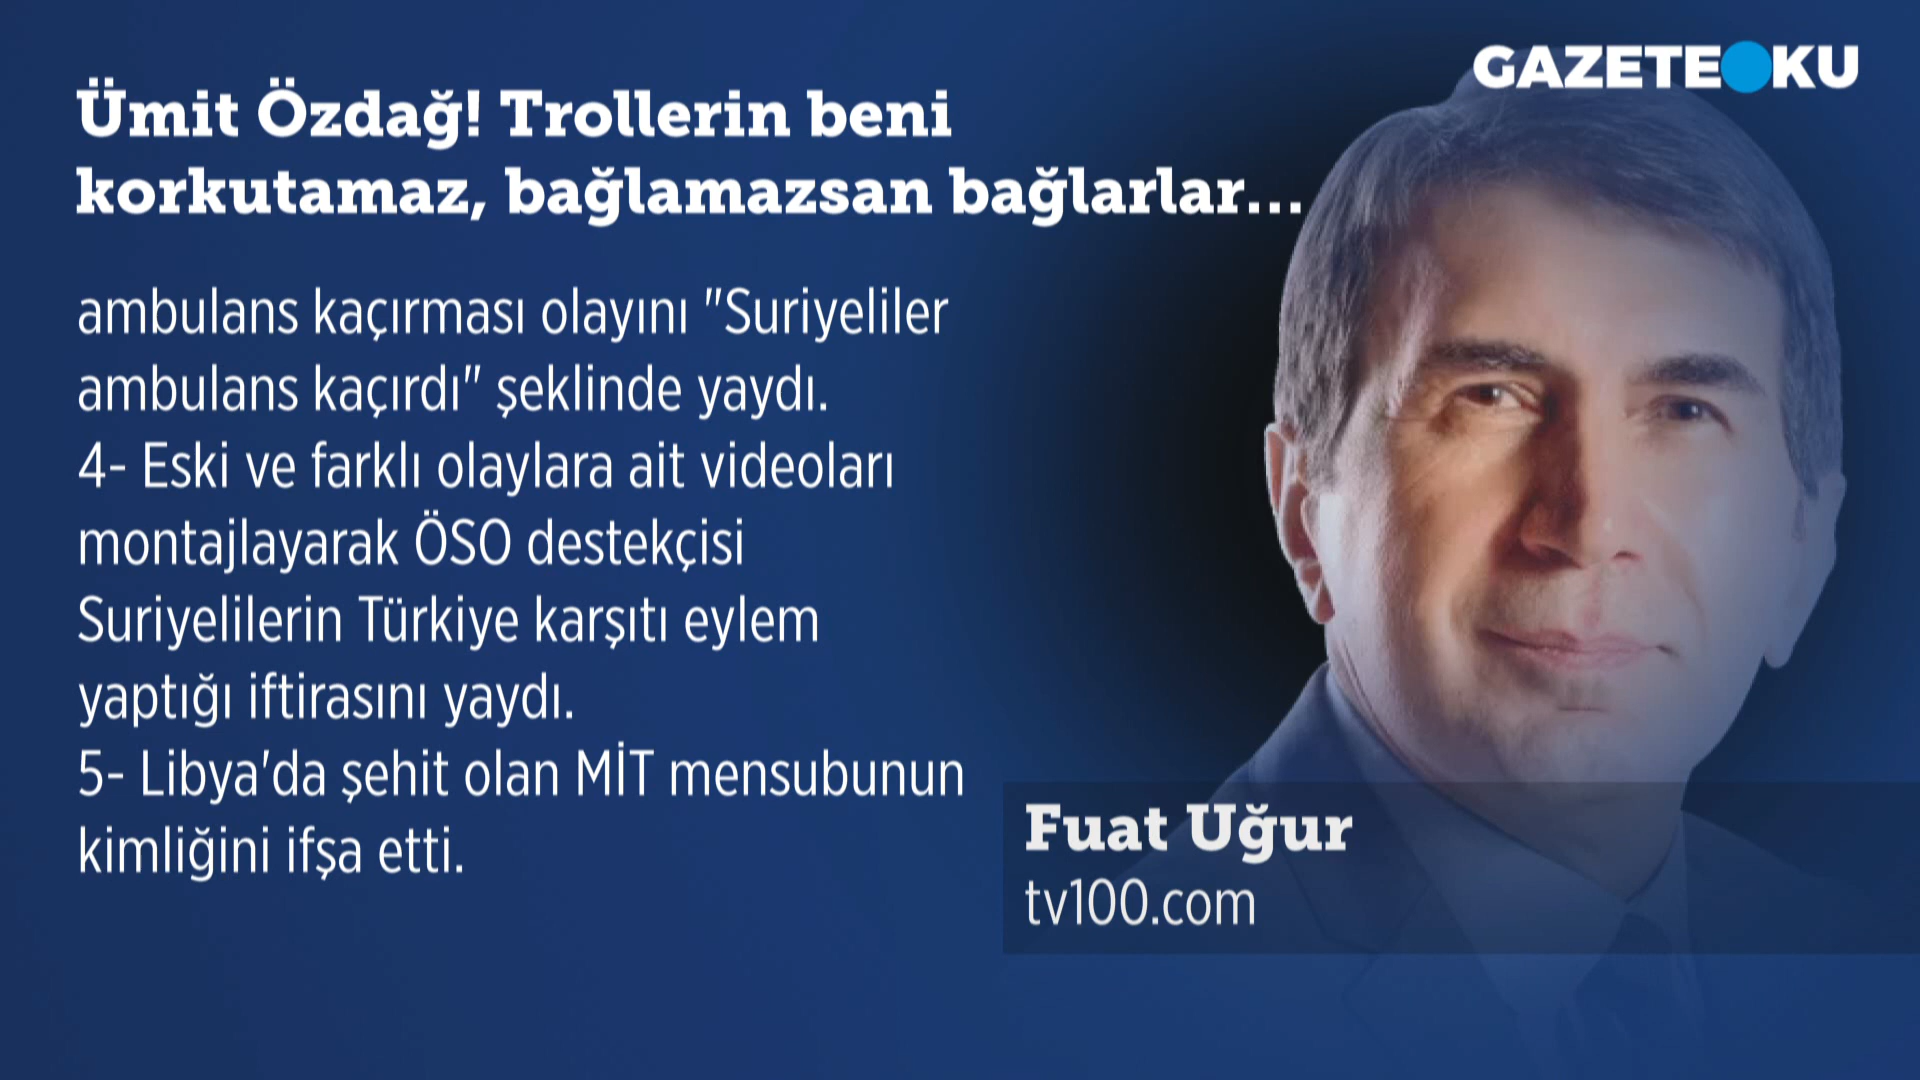 GAZETE KU
Ümit Özdağ! Trollerin beni
korkutamaz, bağlamazsan bağlarlar...
ambulans kaçırması olayını "Suriyeliler
ambulans kaçırdı" şeklinde yaydı.
4- Eski ve farklı olaylara ait videoları
montajlayarak ÖSO destekçisi
Suriyelilerin Türkiye karşıtı eylem
yaptığı iftirasını yaydı.
5- Libya'da şehit olan MİT mensubunun
kimliğini ifşa etti.
Fuat Uğur
tv100.com